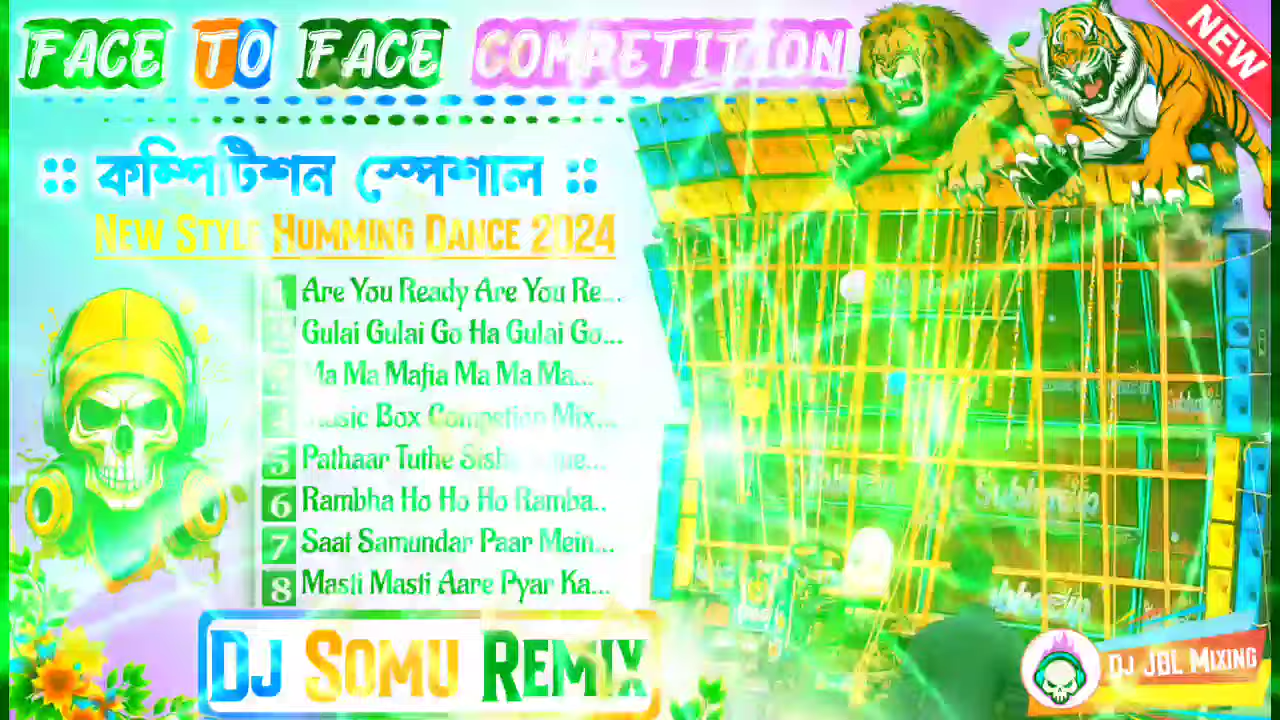 FACE TO FACE COMPETITION
NEW
:: কম্পিটিশন স্পেশাল ::
NEW STYLE HUMMING DANCE 2024
1 Are You Ready Are You Re...
Gulai Gulai Go Ha Gulai Go...
Ma Ma Mafia Ma Ma Ma...
Music Box Competion Mix...
5 Pathaar Tuthe Sish
6 Rambha Ho Ho Ho Ramba..
7 Saat Samundar Paar Mein...
8 Masti Masti Aare Pyar Ka...
DJ SOMU REMIX
DJ JBL MIXING